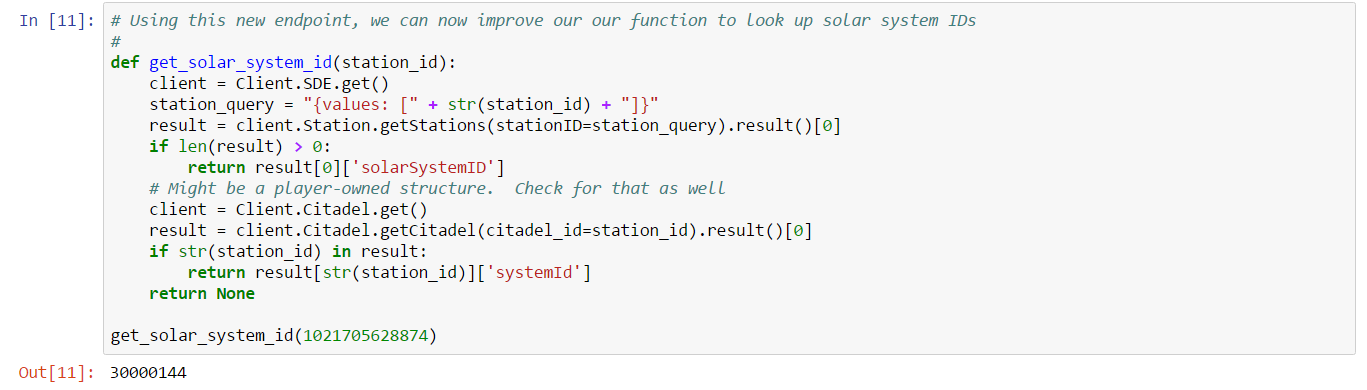 In [11]: # Using this new endpoint, we can now improve our our function to look up solar system IDs
#
def get_solar_system_id(station_id):
    client = Client.SDE.get()
    station_query = "{values: [" + str(station_id) + "]}"
    result = client.Station.getStations(stationID=station_query).result()[0]
    if len(result) > 0:
        return result[0]['solarSystemID']
    # Might be a player-owned structure.  Check for that as well
    client = Client.Citadel.get()
    result = client.Citadel.getCitadel(citadel_id=station_id).result()[0]
    if str(station_id) in result:
        return result[str(station_id)]['systemId']
    return None

get_solar_system_id(1021705628874)
Out[11]: 30000144